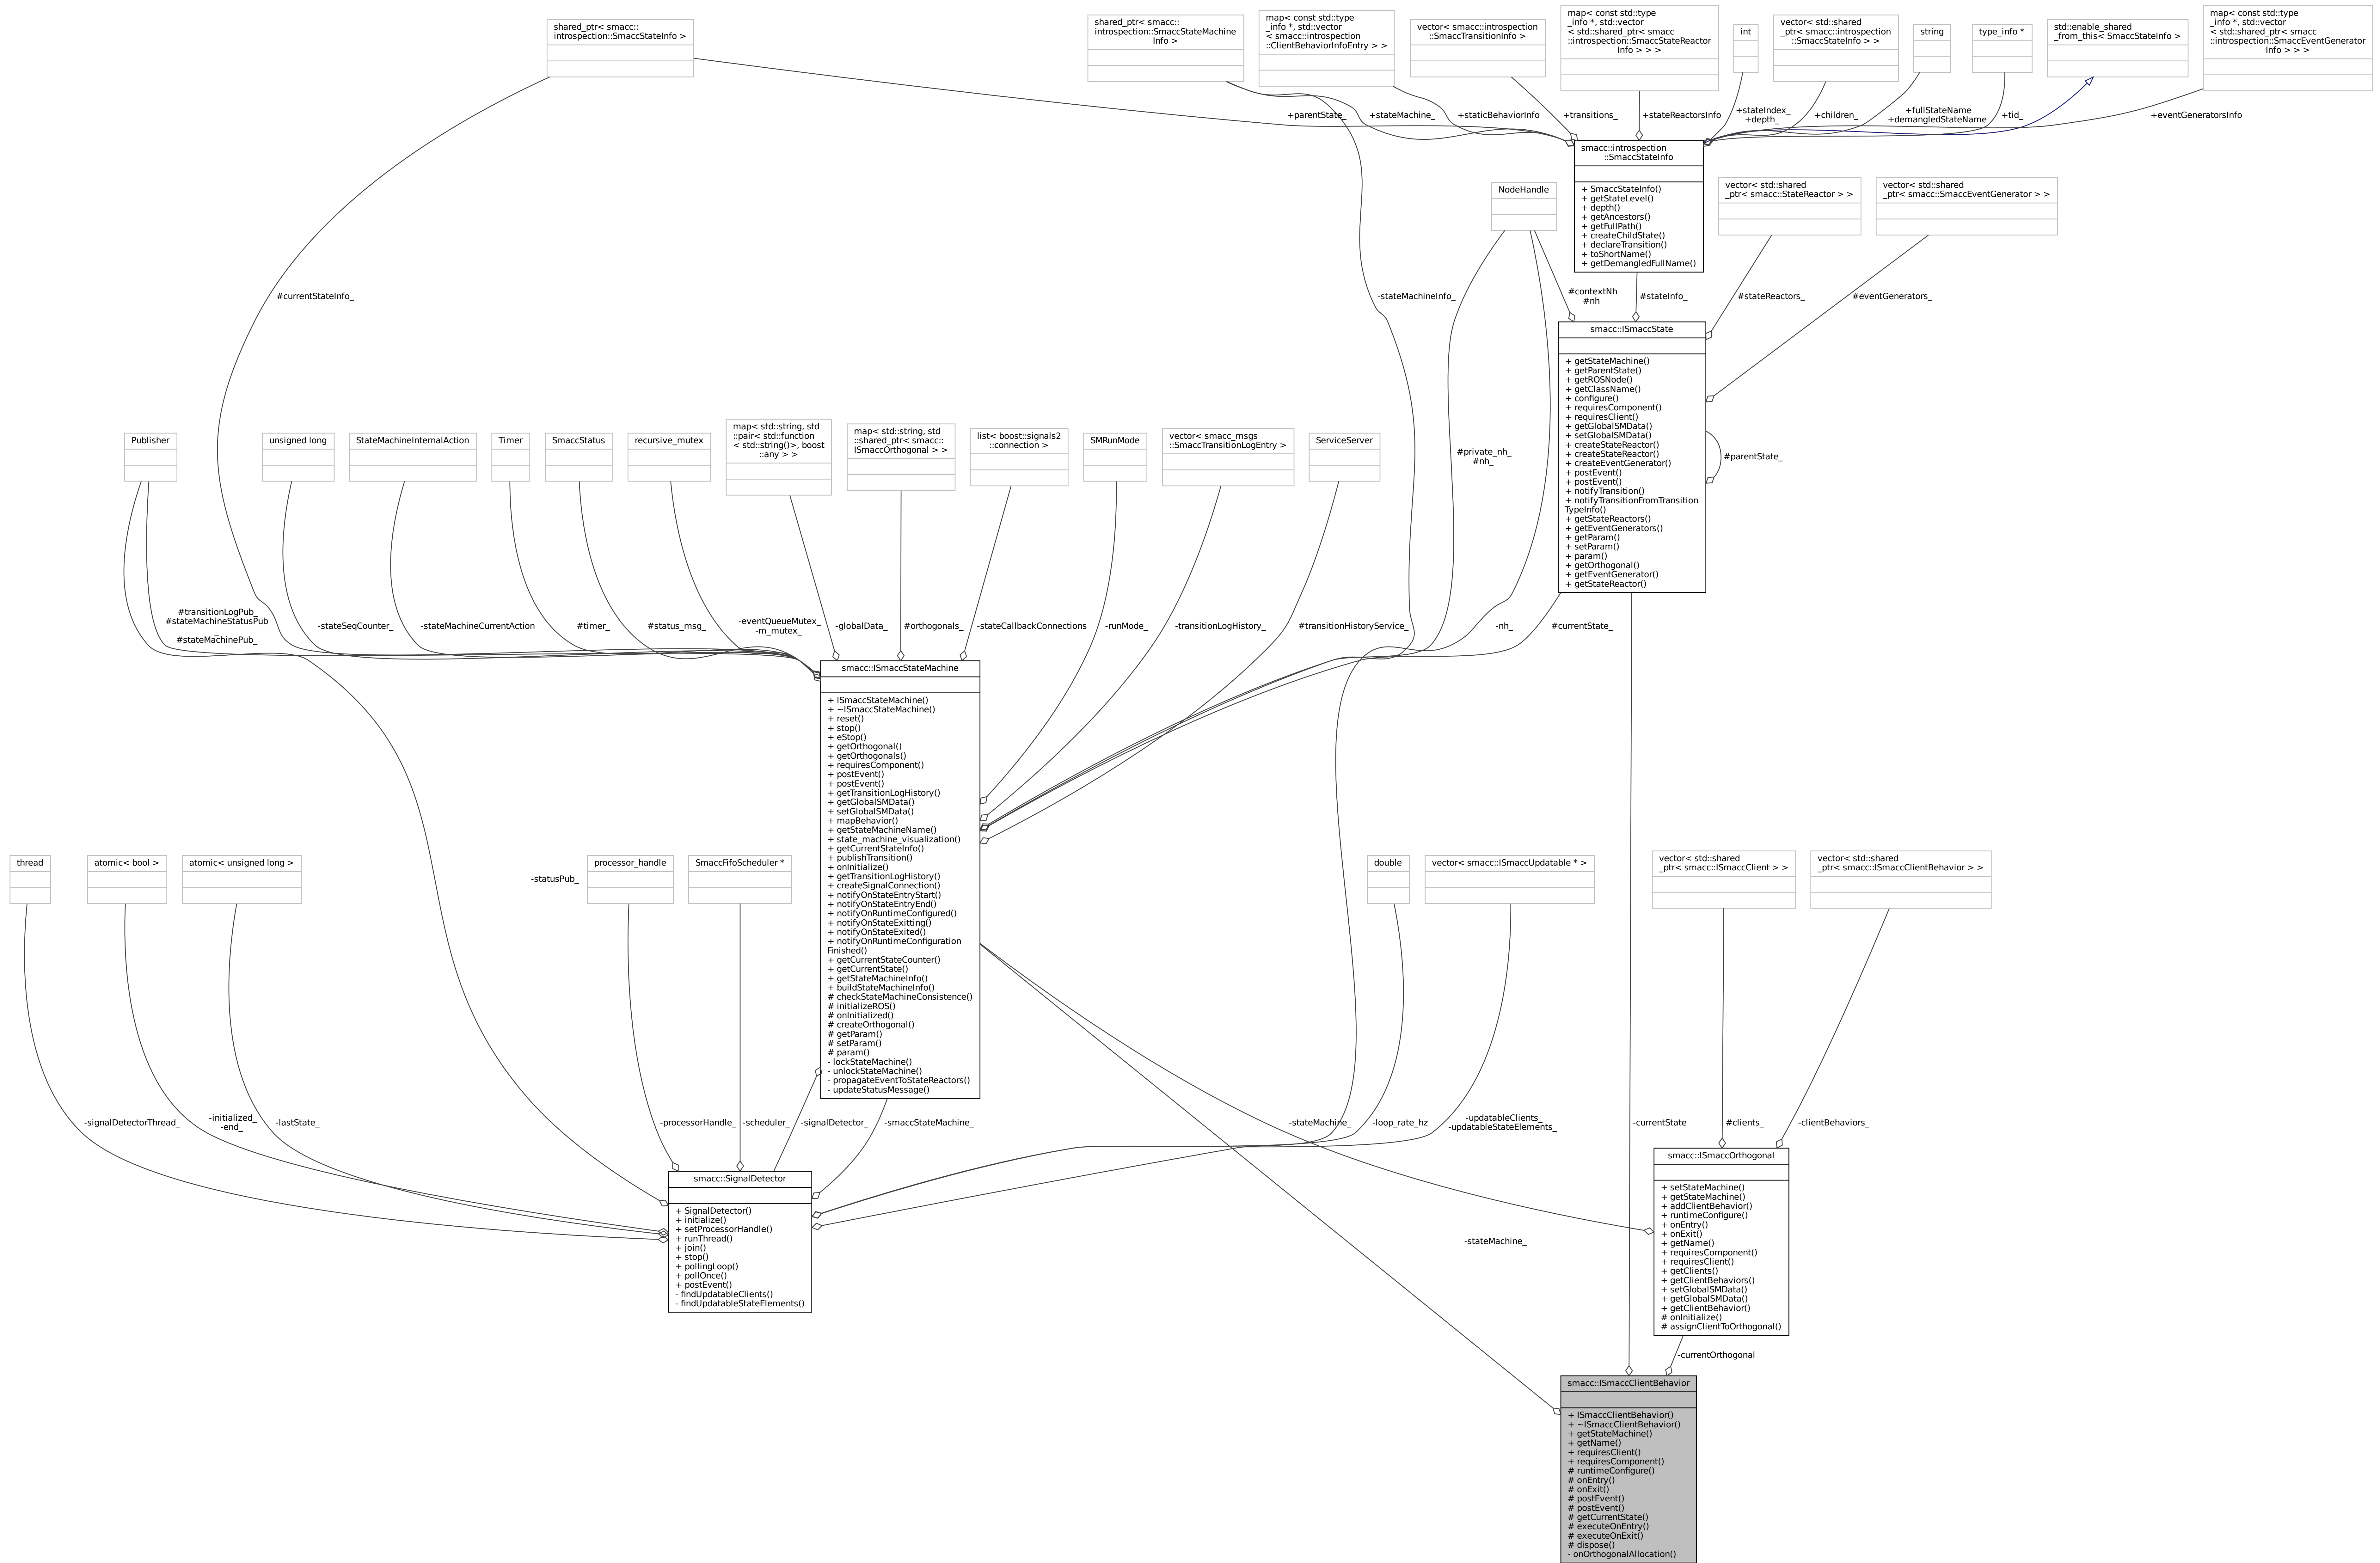 shared_ptr< smacc::
introspection::SmaccStateInfo >
shared_ptr< smacc::
introspection::SmaccStateMachine
Info >
map< const std::type
_info *, std::vector
< smacc::introspection
::ClientBehaviorInfoEntry > >
vector< smacc::introspection
::SmaccTransitionInfo >
map< const std::type
_info *, std::vector
< std::shared_ptr< smacc
::introspection::SmaccStateReactor
Info > > >
int
vector< std::shared
_ptr< smacc::introspection
::SmaccStateInfo > >
string
type_info *
std::enable_shared
_from_this< SmaccStateInfo >
map< const std::type
_info *, std::vector
< std::shared_ptr< smacc
::introspection::SmaccEventGenerator
Info > > >
+parentState_
+stateMachine_
+staticBehaviorInfo
+transitions_
+stateReactorsInfo
+stateIndex_
+depth_
+children_
+fullStateName
+demangledStateName
+tid_
+eventGeneratorsInfo
smacc::introspection
::SmaccStateInfo
+ SmaccStateInfo()
+ getStateLevel()
+ depth()
+ getAncestors()
+ getFullPath()
+ createChildState()
+ declareTransition()
+ toShortName()
+ getDemangledFullName()
NodeHandle
vector< std::shared
_ptr< smacc::StateReactor > >
vector< std::shared
_ptr< smacc::SmaccEventGenerator > >
#currentStateInfo_
-stateMachineInfo_
#contextNh
#nh
#stateInfo_
#stateReactors_
#eventGenerators_
smacc::ISmaccState
+ getStateMachine()
+ getParentState()
+ getROSNode()
+ getClassName()
+ configure()
+ requiresComponent()
+ requiresClient()
+ getGlobalSMData()
+ setGlobalSMData()
+ createStateReactor()
+ createStateReactor()
+ createEventGenerator()
+ postEvent()
+ postEvent()
+ notifyTransition()
+ notifyTransitionFromTransition
TypeInfo()
+ getStateReactors()
+ getEventGenerators()
+ getParam()
+ setParam()
+ param()
+ getOrthogonal()
+ getEventGenerator()
+ getStateReactor()
#parentState_
#private_nh_
#nh_
Publisher
unsigned long
StateMachineInternalAction
Timer
SmaccStatus
recursive_mutex
map< std::string, std
::pair< std::function
< std::string()>, boost
::any > >
map< std::string, std
::shared_ptr< smacc::
ISmaccOrthogonal > >
list< boost::signals2
::connection >
SMRunMode
vector< smacc_msgs
::SmaccTransitionLogEntry >
ServiceServer
#transitionLogPub_
#stateMachineStatusPub
_
#stateMachinePub_
-stateSeqCounter_
-stateMachineCurrentAction
#timer_
#status_msg_
-eventQueueMutex_
-m_mutex_
-globalData_
#orthogonals_
-stateCallbackConnections
-runMode_
-transitionLogHistory_
#transitionHistoryService_
-nh_
#currentState_
smacc::ISmaccStateMachine
+ ISmaccStateMachine()
+ ~ISmaccStateMachine()
+ reset()
+ stop()
+ eStop()
+ getOrthogonal()
+ getOrthogonals()
+ requiresComponent()
+ postEvent()
+ postEvent()
+ getTransitionLogHistory()
+ getGlobalSMData()
+ setGlobalSMData()
+ mapBehavior()
+ getStateMachineName()
+ state_machine_visualization()
+ getCurrentStateInfo()
+ publishTransition()
+ onInitialize()
+ getTransitionLogHistory()
+ createSignalConnection()
+ notifyOnStateEntryStart()
+ notifyOnStateEntryEnd()
+ notifyOnRuntimeConfigured()
+ notifyOnStateExitting()
+ notifyOnStateExited()
+ notifyOnRuntimeConfiguration
Finished()
+ getCurrentStateCounter()
+ getCurrentState()
+ getStateMachineInfo()
+ buildStateMachineInfo()
# checkStateMachineConsistence()
# initializeROS()
# onInitialized()
# createOrthogonal()
# getParam()
# setParam()
# param()
- lockStateMachine()
- unlockStateMachine()
- propagateEventToStateReactors()
- updateStatusMessage()
thread
atomic< bool >
atomic< unsigned long >
-statusPub_
processor_handle
SmaccFifoScheduler *
double
vector< smacc::ISmaccUpdatable * >
vector< std::shared
_ptr< smacc::ISmaccClient > >
vector< std::shared
_ptr< smacc::ISmaccClientBehavior > >
-signalDetectorThread_
-initialized_
-end_
-lastState_
-processorHandle_
-scheduler_
-signalDetector_
-smaccStateMachine_
-stateMachine_
-loop_rate_hz
-updatableClients_
-updatableStateElements_
-currentState
#clients_
-clientBehaviors_
smacc::SignalDetector
+ SignalDetector()
+ initialize()
+ setProcessorHandle()
+ runThread()
+ join()
+ stop()
+ pollingLoop()
+ pollOnce()
+ postEvent()
- findUpdatableClients()
- findUpdatableStateElements()
-stateMachine_
smacc::ISmaccOrthogonal
+ setStateMachine()
+ getStateMachine()
+ addClientBehavior()
+ runtimeConfigure()
+ onEntry()
+ onExit()
+ getName()
+ requiresComponent()
+ requiresClient()
+ getClients()
+ getClientBehaviors()
+ setGlobalSMData()
+ getGlobalSMData()
+ getClientBehavior()
# onInitialize()
# assignClientToOrthogonal()
-currentOrthogonal
smacc::ISmaccClientBehavior
+ ISmaccClientBehavior()
+ ~ISmaccClientBehavior()
+ getStateMachine()
+ getName()
+ requiresClient()
+ requiresComponent()
# runtimeConfigure()
# onEntry()
# onExit()
# postEvent()
# postEvent()
# getCurrentState()
# executeOnEntry()
# executeOnExit()
# dispose()
- onOrthogonalAllocation()